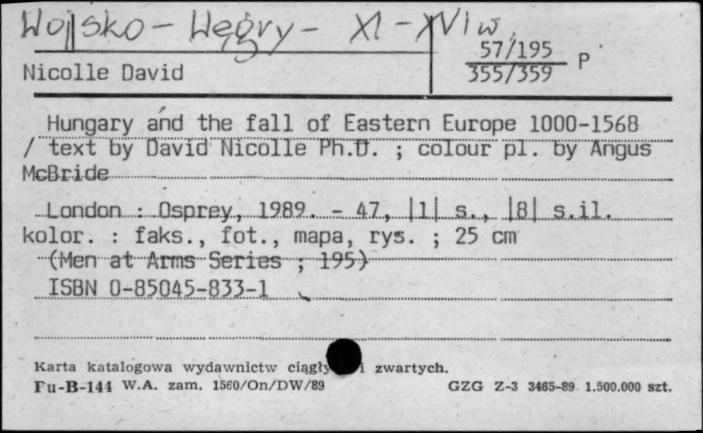 Wojsko - Węgry - XI - XVI w.
57/195
355/359 P
Nicolle David
Hungary and the fall of Eastern Europe 1000-1568
/ text by David Nicolle Ph.D. ; colour pl. by Angus
McBride
London : Osprey, 1989. - 47, |1| s., |8| s.il.
kolor. : faks., fot., mapa, rys. ; 25 cm
(Men at Arms Series ; 195)
ISBN 0-85045-833-1
Karta katalogowa wydawnictw ciągły i zwartych.
Pu-B-144 W.A. zam. 1560/On/DW/89 GZG Z-3 3465-89 1.500.000 szt.